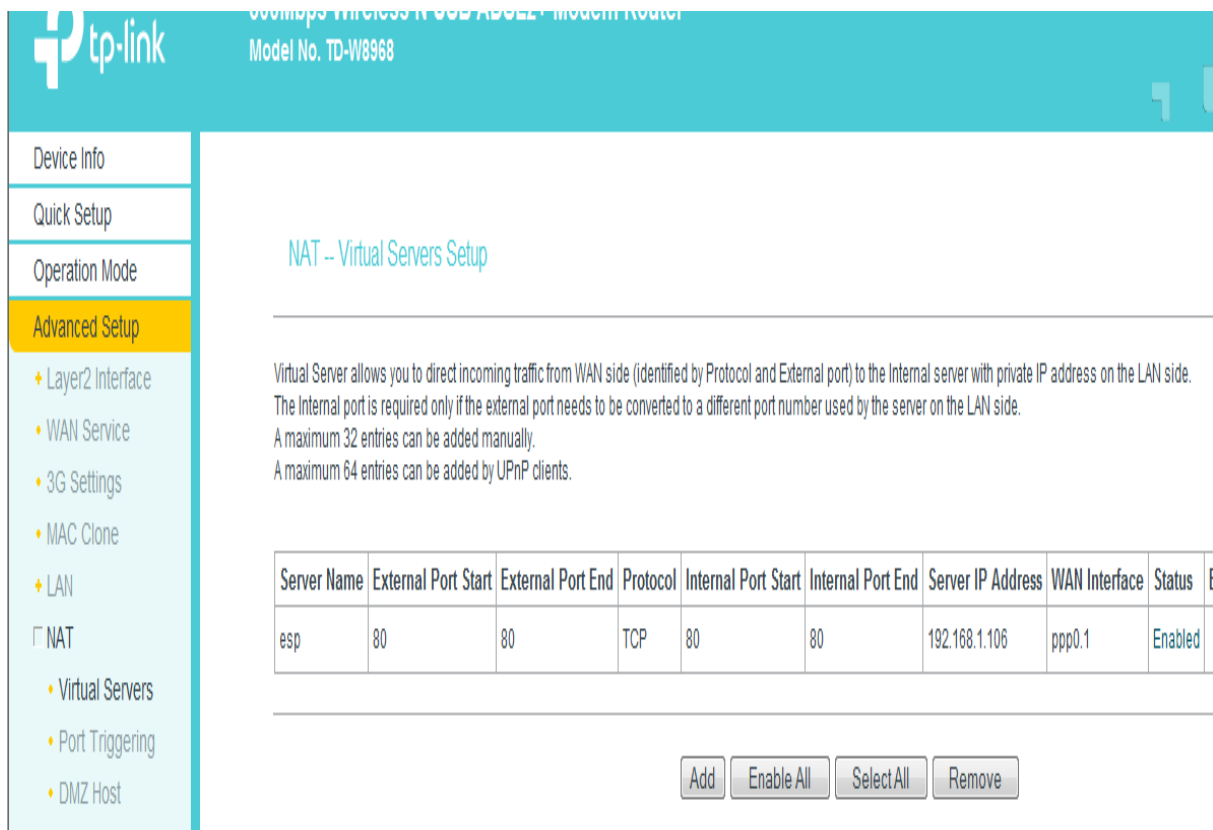 tp-link
300Mbps Wireless N USB ADSL2+ Modem Router
Model No. TD-W8968
Device Info
Quick Setup
Operation Mode
Advanced Setup
+ Layer2 Interface
• WAN Service
• 3G Settings
• MAC Clone
+ LAN
NAT
• Virtual Servers
• Port Triggering
• DMZ Host
NAT -- Virtual Servers Setup
Virtual Server allows you to direct incoming traffic from WAN side (identified by Protocol and External port) to the Internal server with private IP address on the LAN side.
The Internal port is required only if the external port needs to be converted to a different port number used by the server on the LAN side.
A maximum 32 entries can be added manually.
A maximum 64 entries can be added by UPnP clients.
Server Name External Port Start External Port End Protocol Internal Port Start Internal Port End Server IP Address WAN Interface Status
esp 80 80 TCP 80 80 192.168.1.106 ppp0.1 Enabled
Add Enable All Select All Remove